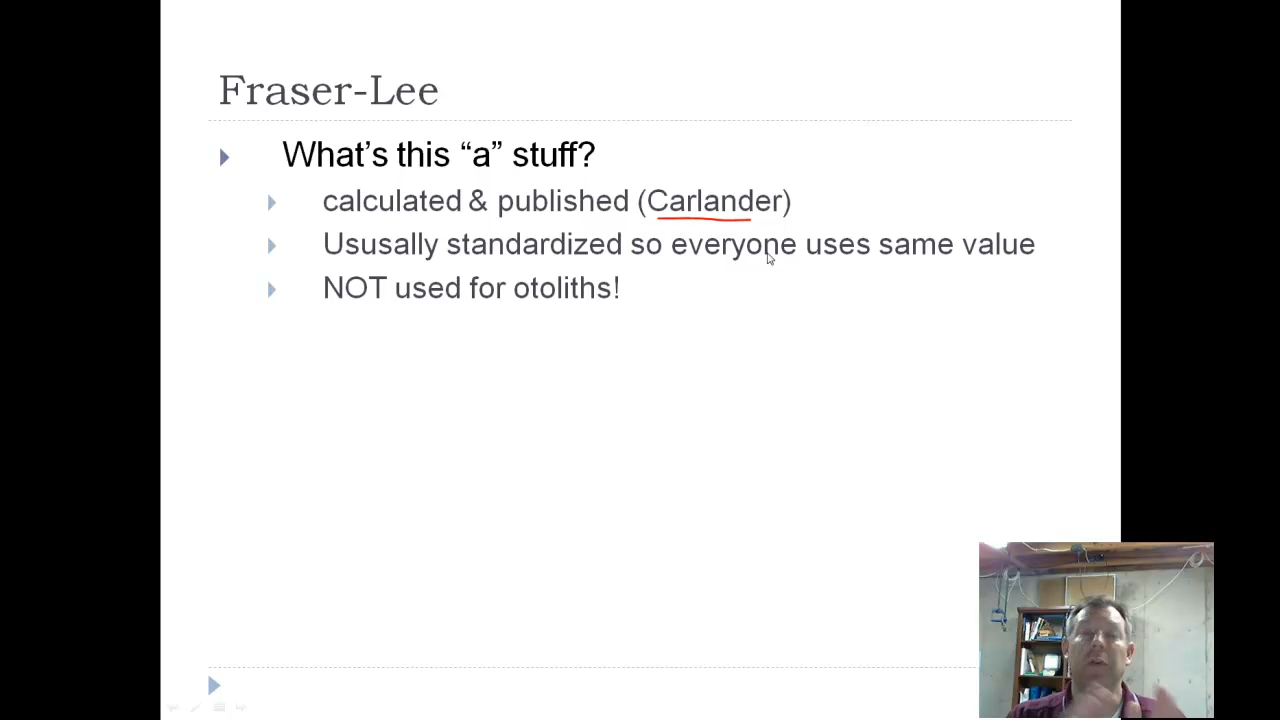 Fraser-Lee
What’s this “a” stuff?
calculated & published (Carlander)
Ususally standardized so everyone uses same value
NOT used for otoliths!